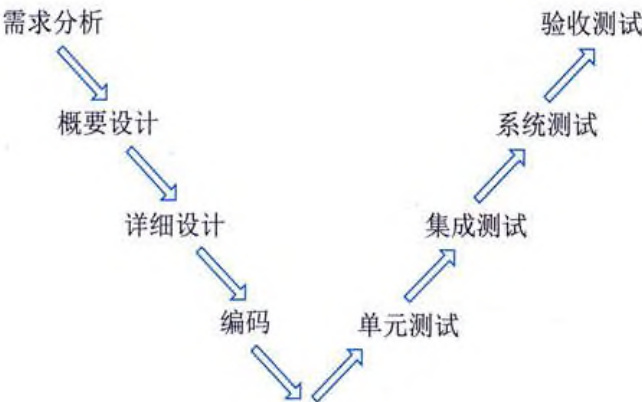 需求分析
验收测试
概要设计
系统测试
详细设计
集成测试
编码
单元测试